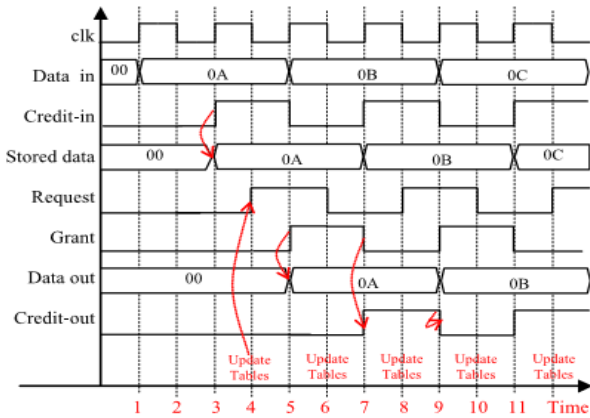 clk
Data in 00 0A 0B 0C
Credit-in
Stored data 00 0A 0B 0C
Request
Grant
Data out 00 0A 0B
Credit-out
Update Update Update Update Update
Tables Tables Tables Tables Tables
1 2 3 4 5 6 7 8 9 10 11 Time